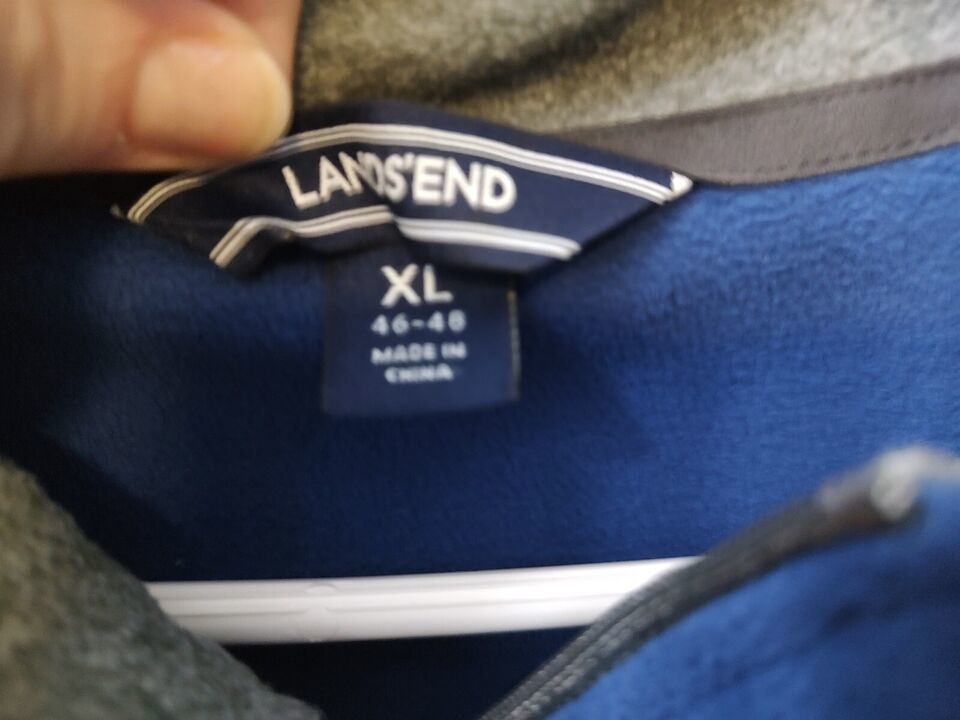 LANDS'END
XL
46-48
MADE IN
CHINA